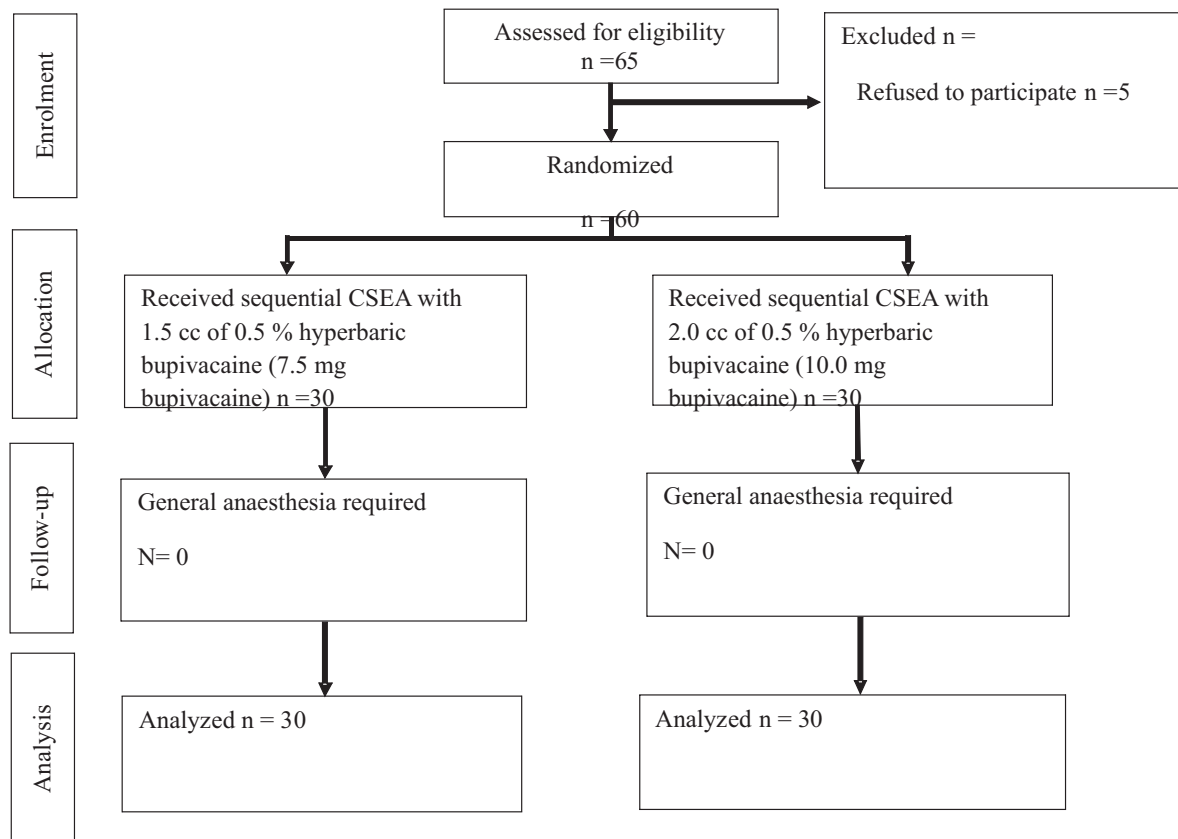 Enrolment
Assessed for eligibility
n =65
Excluded n =
Refused to participate n =5
Randomized
n =60
Allocation
Received sequential CSEA with
1.5 cc of 0.5 % hyperbaric
bupivacaine (7.5 mg
bupivacaine) n =30
Received sequential CSEA with
2.0 cc of 0.5 % hyperbaric
bupivacaine (10.0 mg
bupivacaine) n =30
Follow-up
General anaesthesia required
N= 0
General anaesthesia required
N= 0
Analysis
Analyzed n = 30
Analyzed n = 30